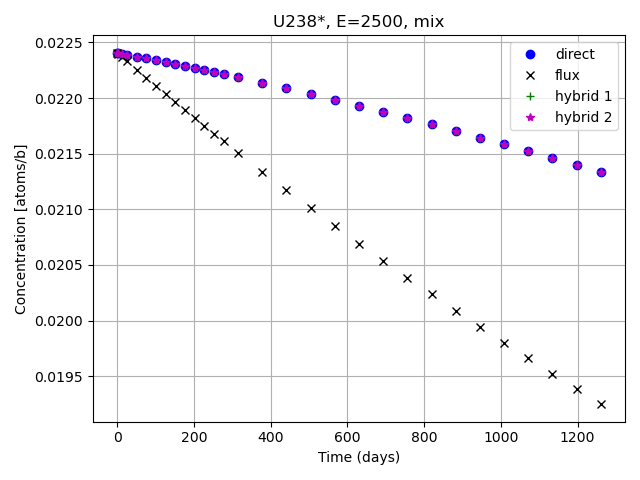 U238*, E=2500, mix
0.0225
0.0220
0.0215
0.0210
0.0205
0.0200
0.0195
Concentration [atoms/b]
direct
flux
hybrid 1
hybrid 2
0
200
400
600
800
1000
1200
Time (days)